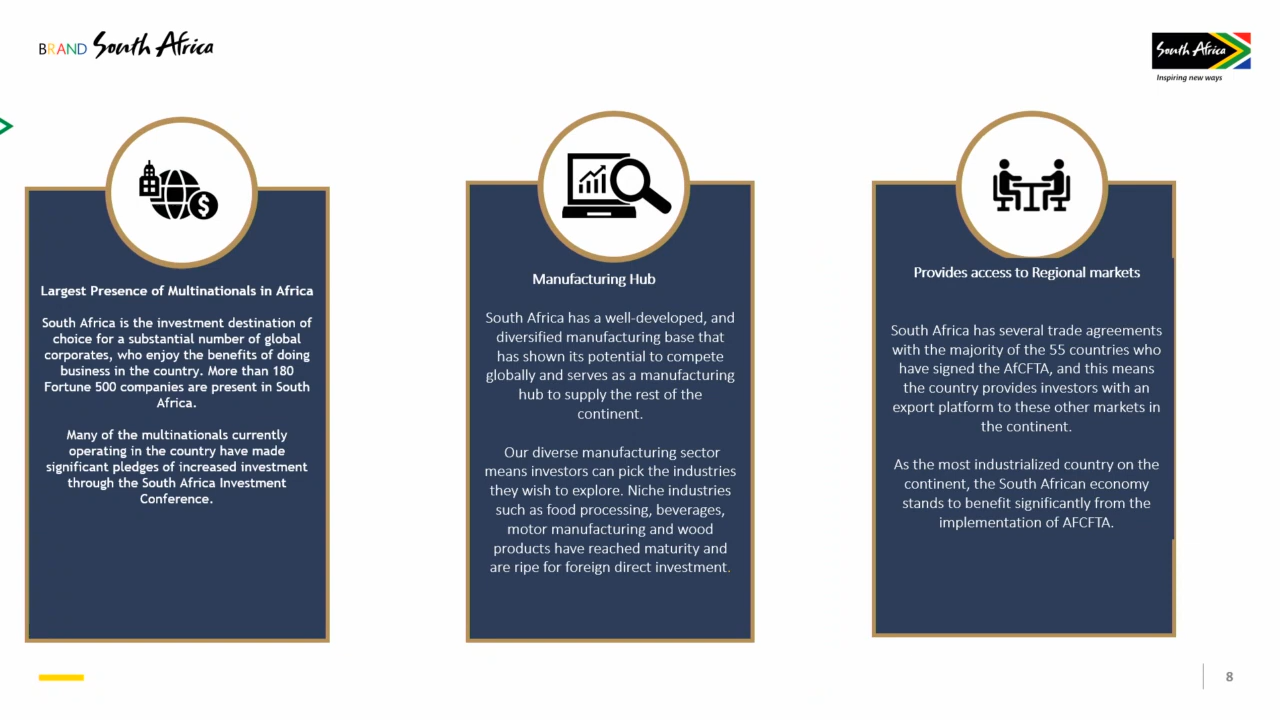 BRAND South Africa
South Africa
Inspiring new ways
Largest Presence of Multinationals in Africa
South Africa is the investment destination of
choice for a substantial number of global
corporates, who enjoy the benefits of doing
business in the country. More than 180
Fortune 500 companies are present in South
Africa.
Many of the multinationals currently
operating in the country have made
significant pledges of increased investment
through the South Africa Investment
Conference.
Manufacturing Hub
South Africa has a well-developed, and
diversified manufacturing base that
has shown its potential to compete
globally and serves as a manufacturing
hub to supply the rest of the
continent.
Our diverse manufacturing sector
means investors can pick the industries
they wish to explore. Niche industries
such as food processing, beverages,
motor manufacturing and wood
products have reached maturity and
are ripe for foreign direct investment.
Provides access to Regional markets
South Africa has several trade agreements
with the majority of the 55 countries who
have signed the AfCFTA, and this means
the country provides investors with an
export platform to these other markets in
the continent.
As the most industrialized country on the
continent, the South African economy
stands to benefit significantly from the
implementation of AFCFTA.
8